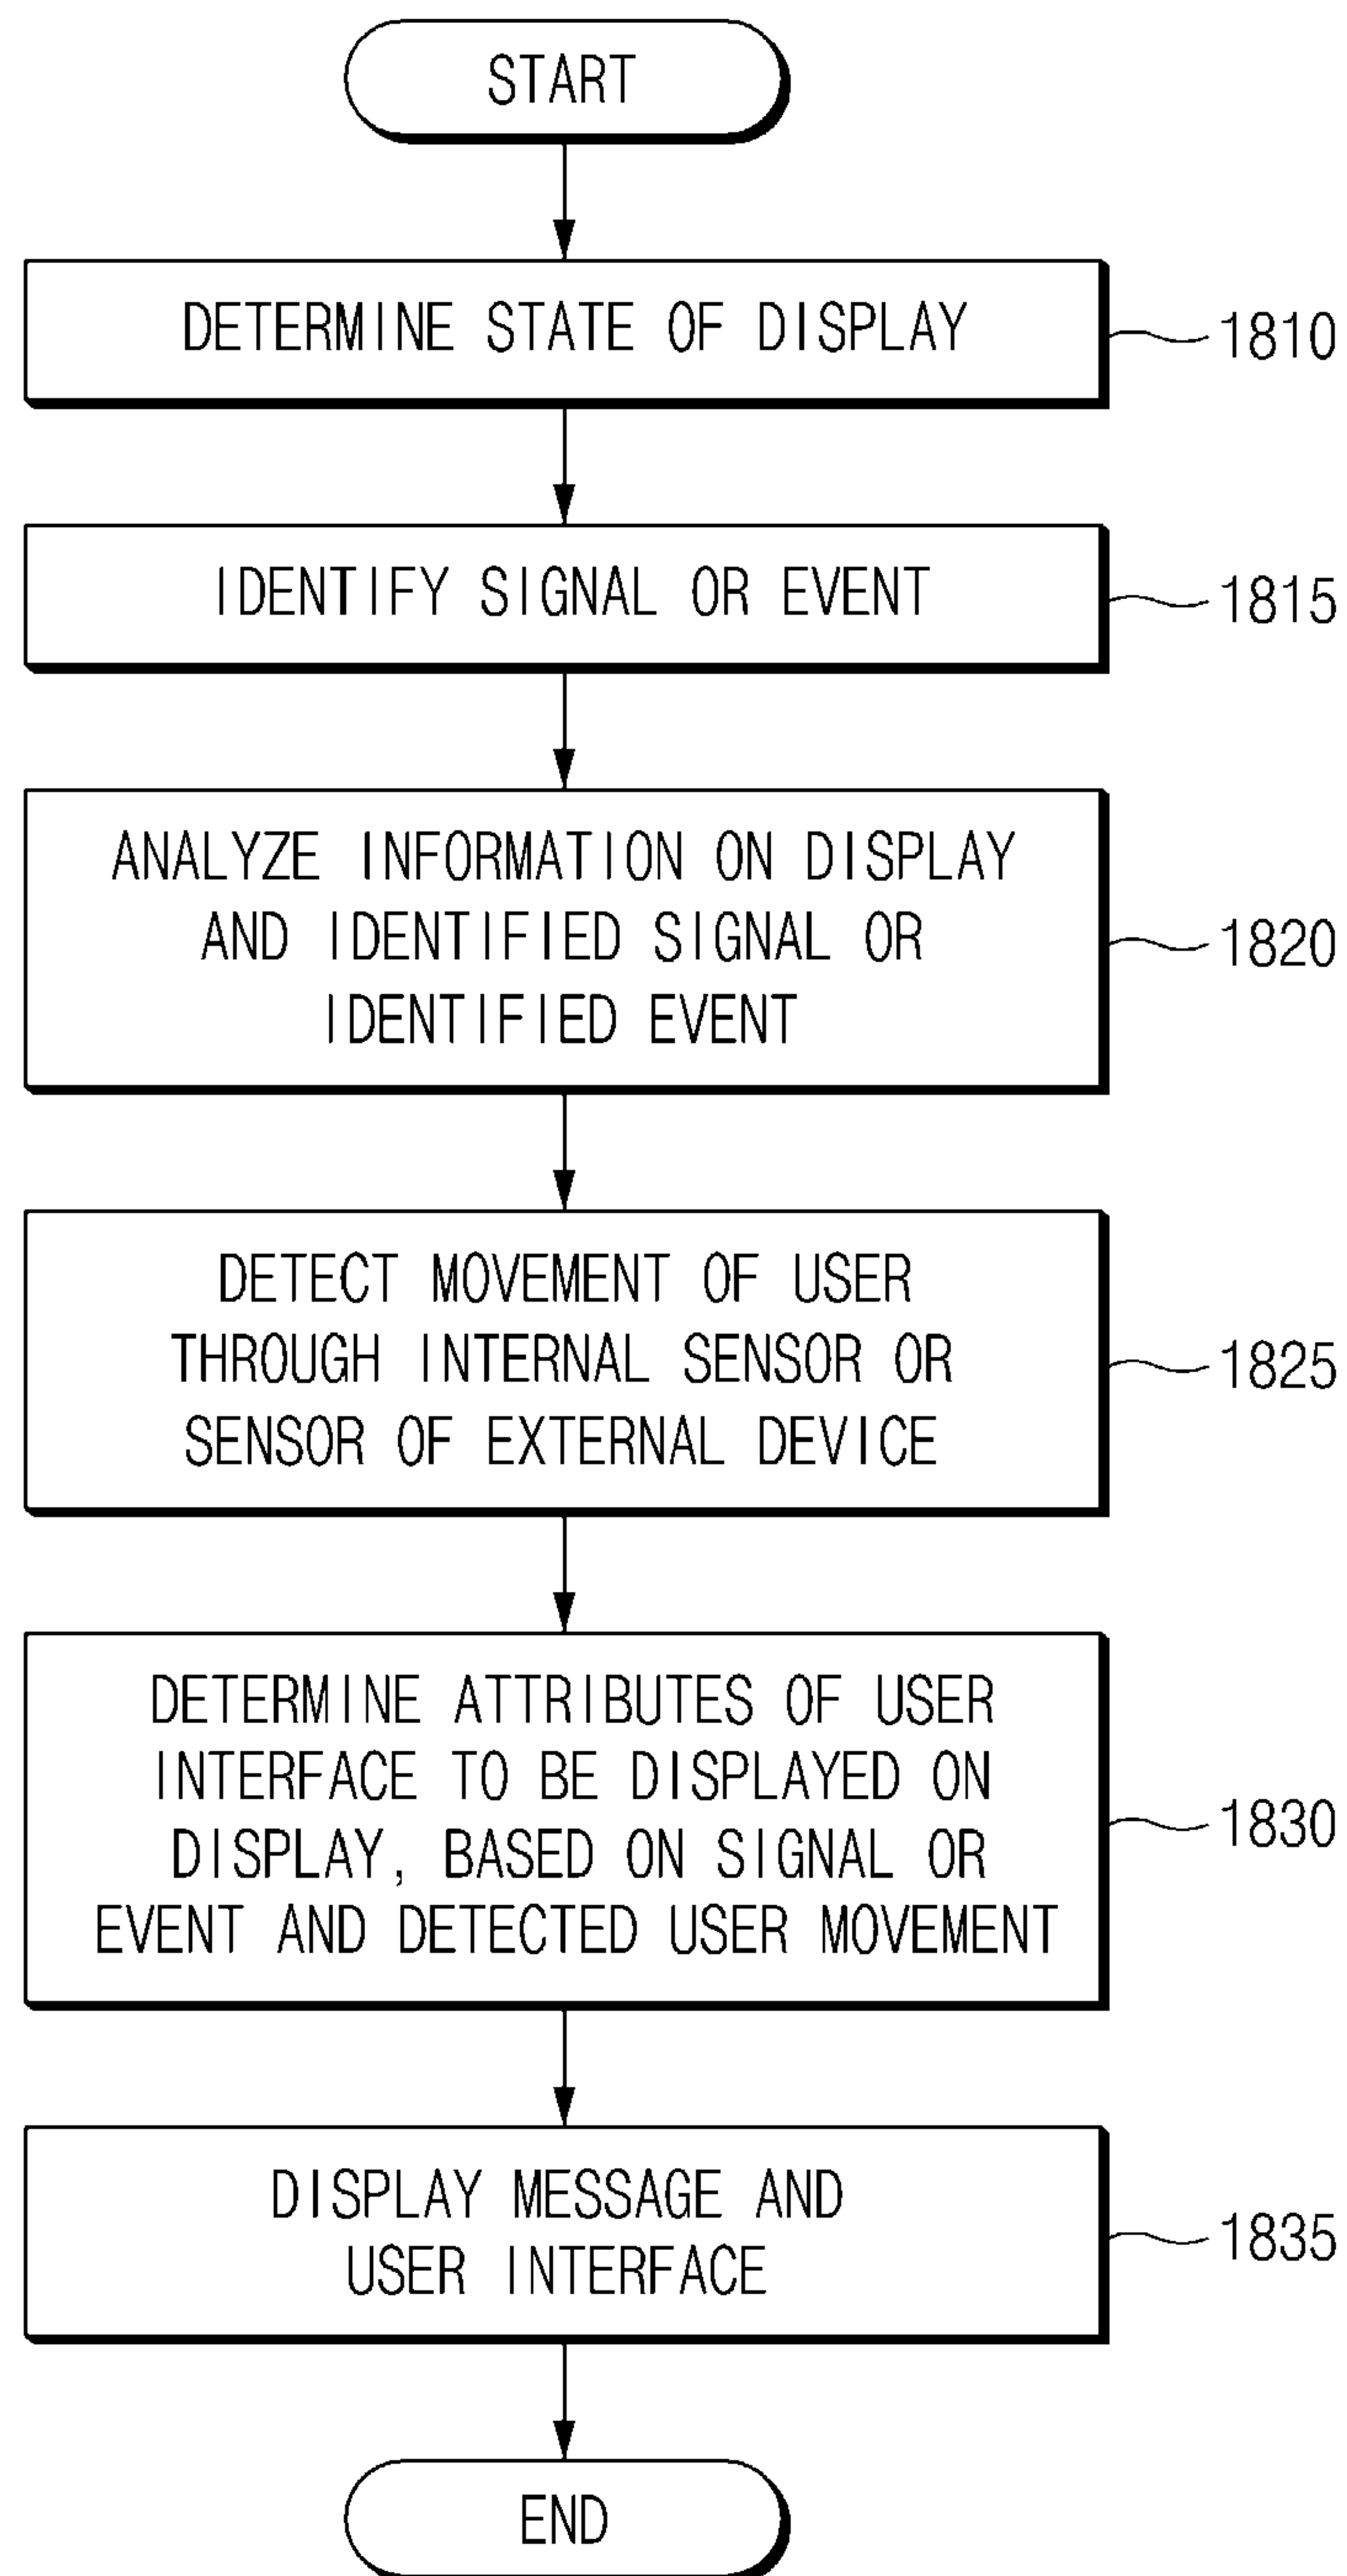 START
DETERMINE STATE OF DISPLAY
1810
IDENTIFY SIGNAL OR EVENT
1815
ANALYZE INFORMATION ON DISPLAY
AND IDENTIFIED SIGNAL OR
IDENTIFIED EVENT
1820
DETECT MOVEMENT OF USER
THROUGH INTERNAL SENSOR OR
SENSOR OF EXTERNAL DEVICE
1825
DETERMINE ATTRIBUTES OF USER
INTERFACE TO BE DISPLAYED ON
DISPLAY, BASED ON SIGNAL OR
EVENT AND DETECTED USER MOVEMENT
1830
DISPLAY MESSAGE AND
USER INTERFACE
1835
END